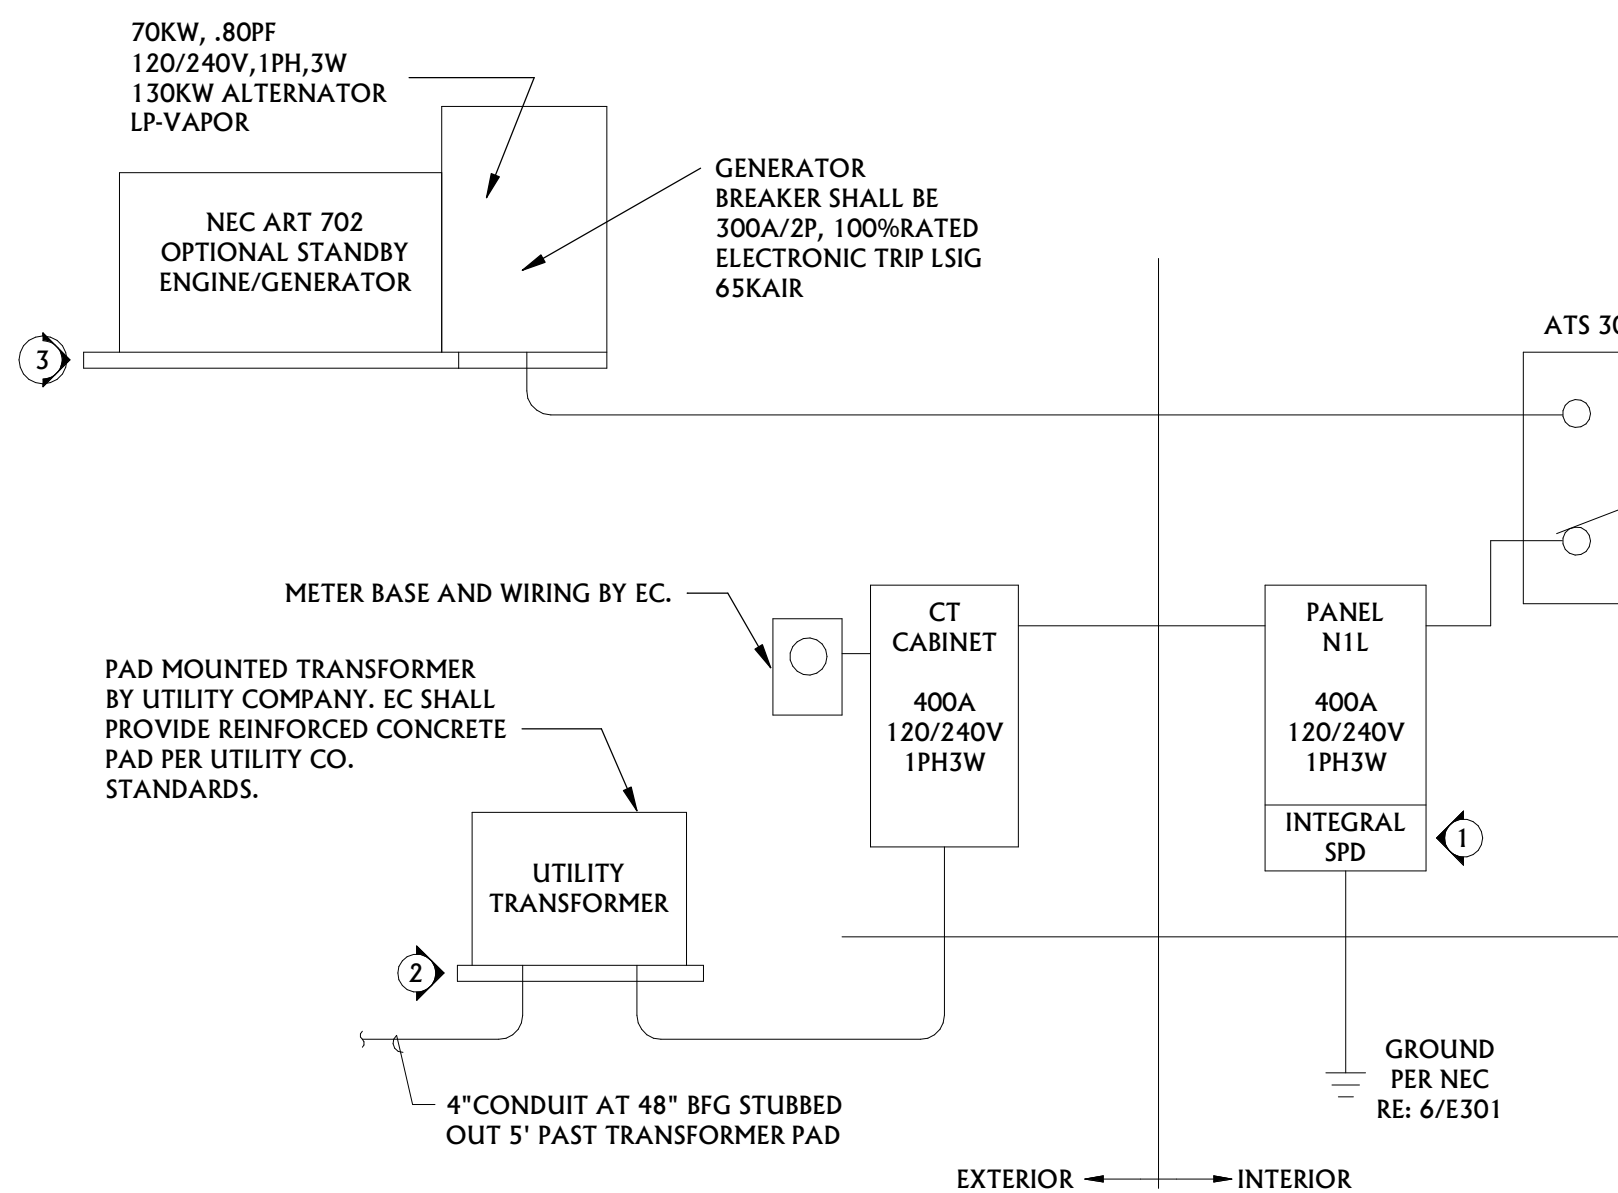 70KW, .80PF
120/240V,1PH,3W
130KW ALTERNATOR
LP-VAPOR
GENERATOR
BREAKER SHALL BE
300A/2P, 100%RATED
ELECTRONIC TRIP LSIG
65KAIR
NEC ART 702
OPTIONAL STANDBY
ENGINE/GENERATOR
3
ATS 30
METER BASE AND WIRING BY EC.
CT
CABINET
400A
120/240V
1PH3W
PANEL
N1L
400A
120/240V
1PH3W
INTEGRAL
SPD
1
PAD MOUNTED TRANSFORMER
BY UTILITY COMPANY. EC SHALL
PROVIDE REINFORCED CONCRETE
PAD PER UTILITY CO.
STANDARDS.
UTILITY
TRANSFORMER
2
4"CONDUIT AT 48" BFG STUBBED
OUT 5' PAST TRANSFORMER PAD
GROUND
PER NEC
RE: 6/E301
EXTERIOR
INTERIOR